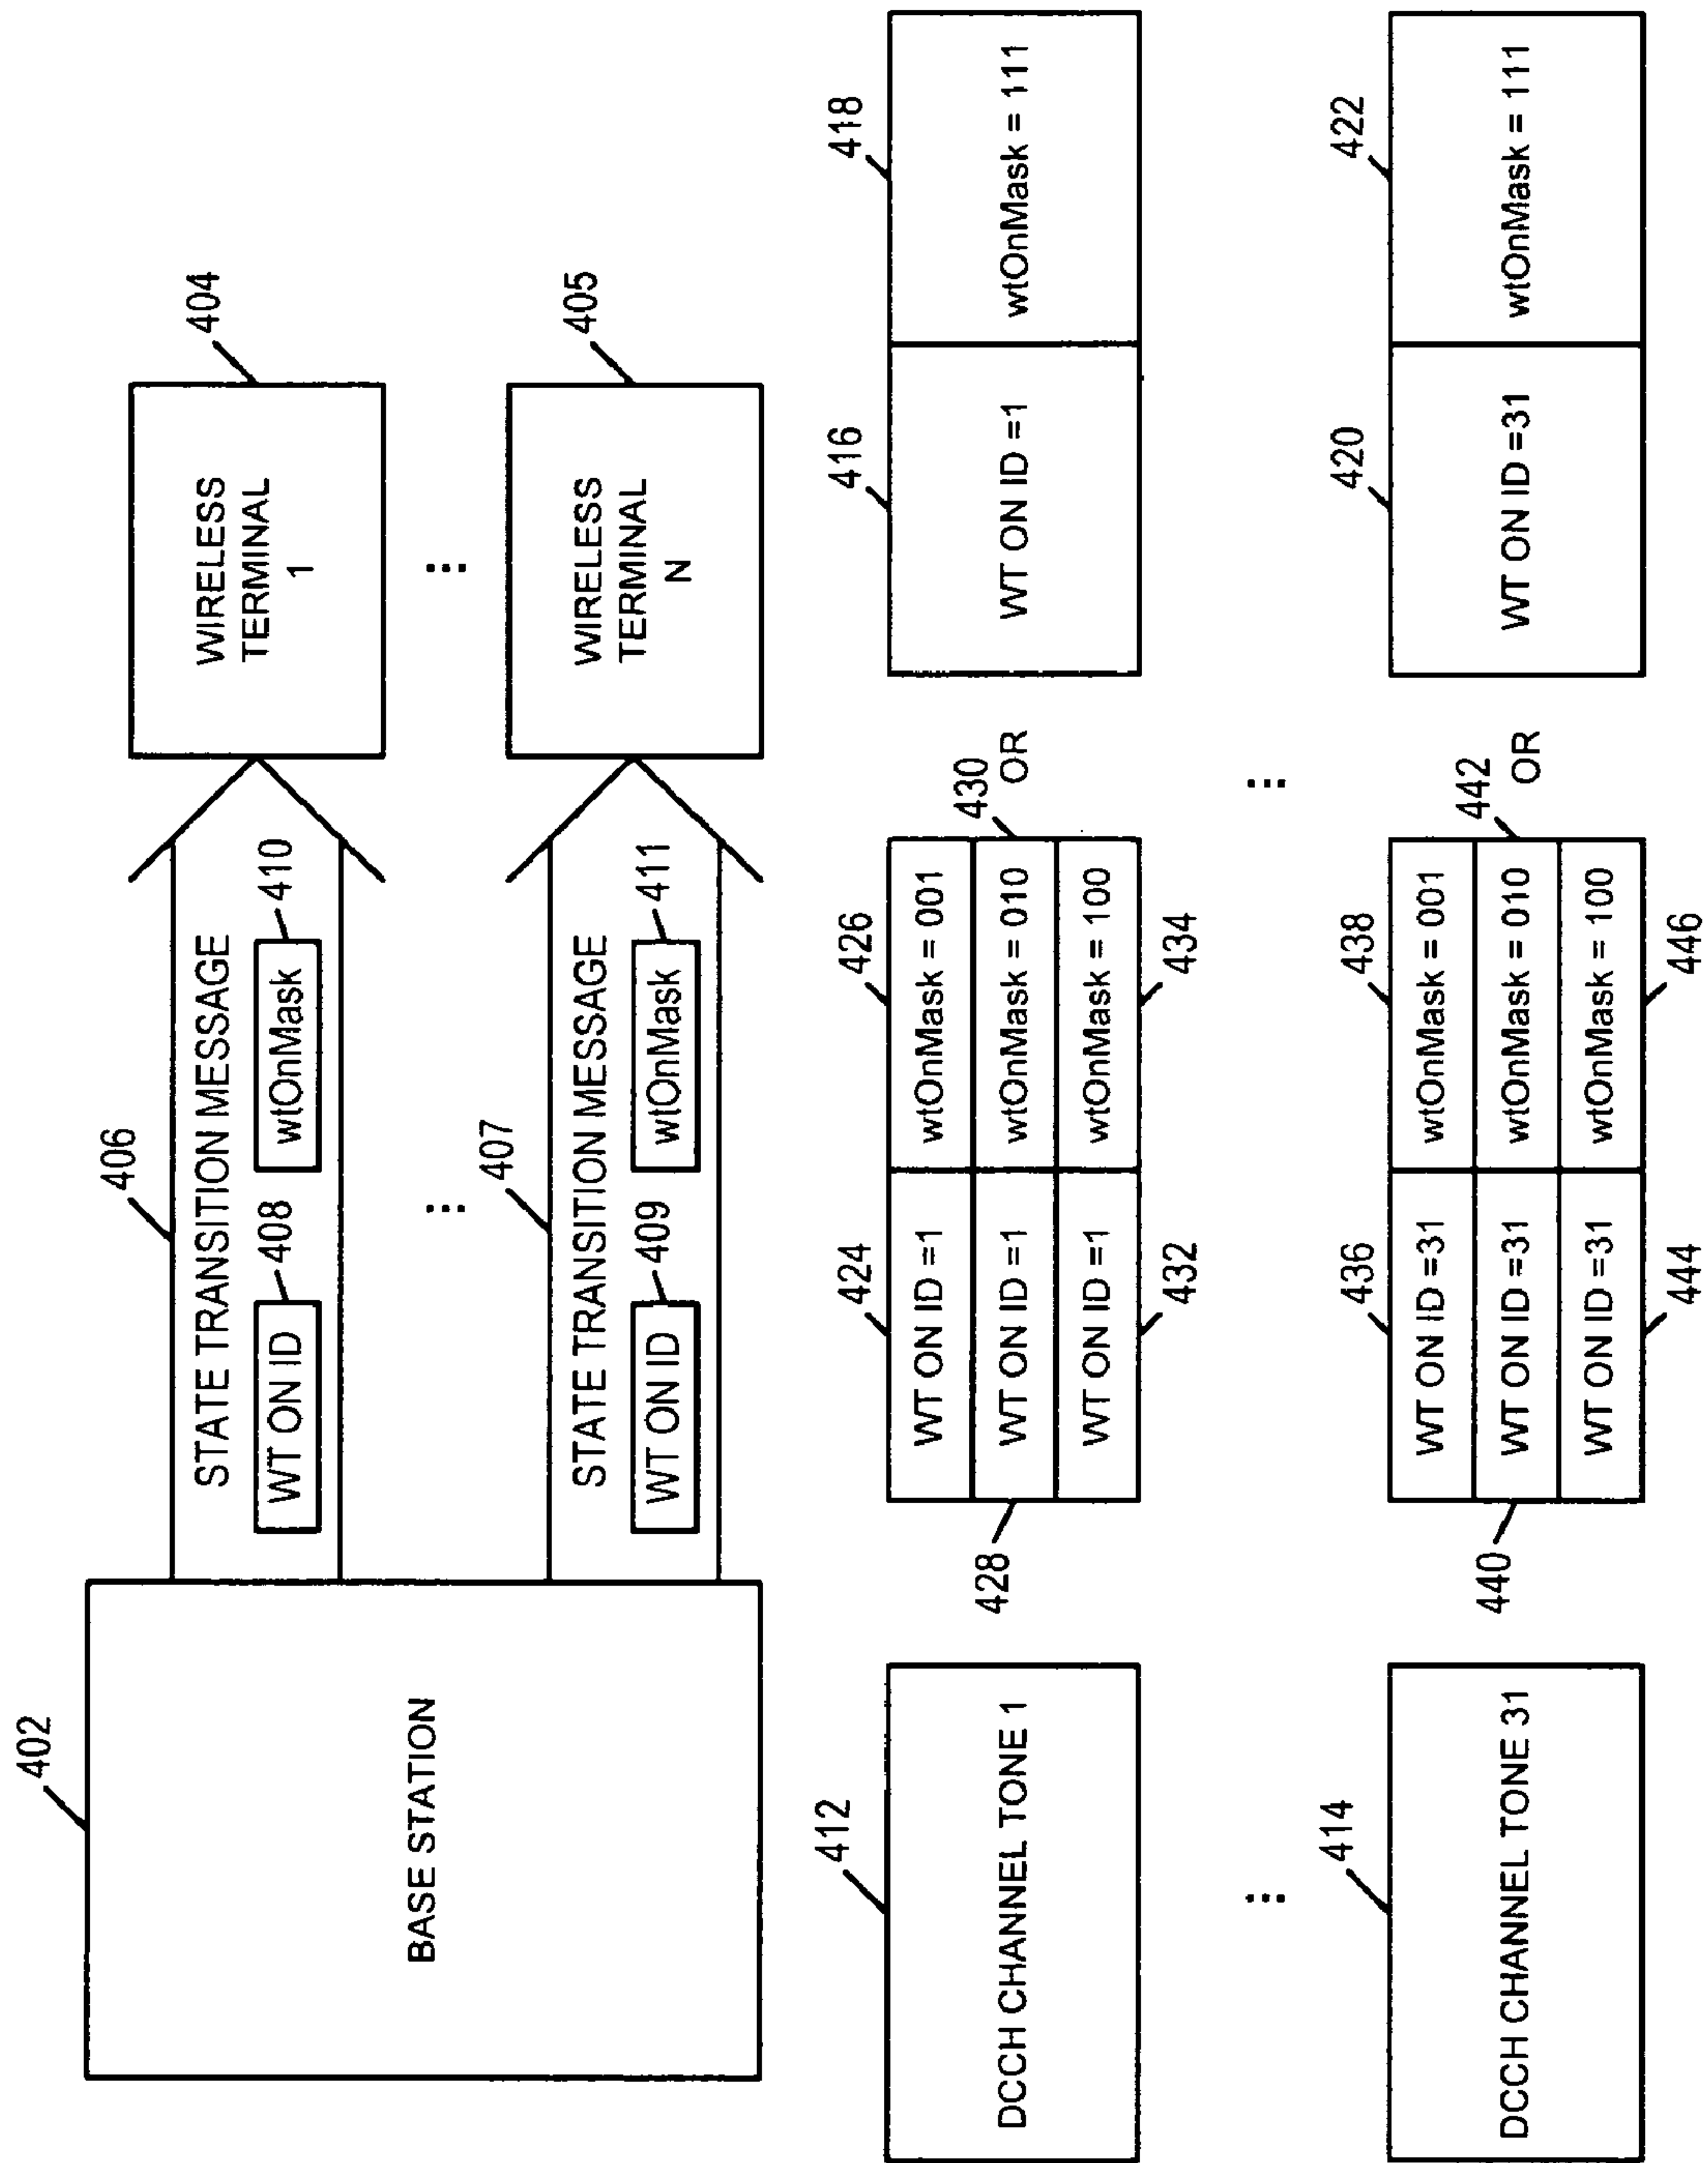 402
BASE STATION
406
STATE TRANSITION MESSAGE
WT ON ID
408
wtOnMask
410
404
WIRELESS
TERMINAL
1
...
...
407
STATE TRANSITION MESSAGE
WT ON ID
409
wtOnMask
411
405
WIRELESS
TERMINAL
N
412
DCCH CHANNEL TONE 1
424
426
WT ON ID =1
wtOnMask = 001
428
WT ON ID =1
wtOnMask = 010
430
WT ON ID =1
wtOnMask = 100
432
434
OR
416
418
WT ON ID =1
wtOnMask = 111
...
...
414
DCCH CHANNEL TONE 31
436
438
WT ON ID =31
wtOnMask = 001
440
WT ON ID =31
wtOnMask = 010
442
WT ON ID =31
wtOnMask = 100
444
446
OR
420
422
WT ON ID =31
wtOnMask = 111